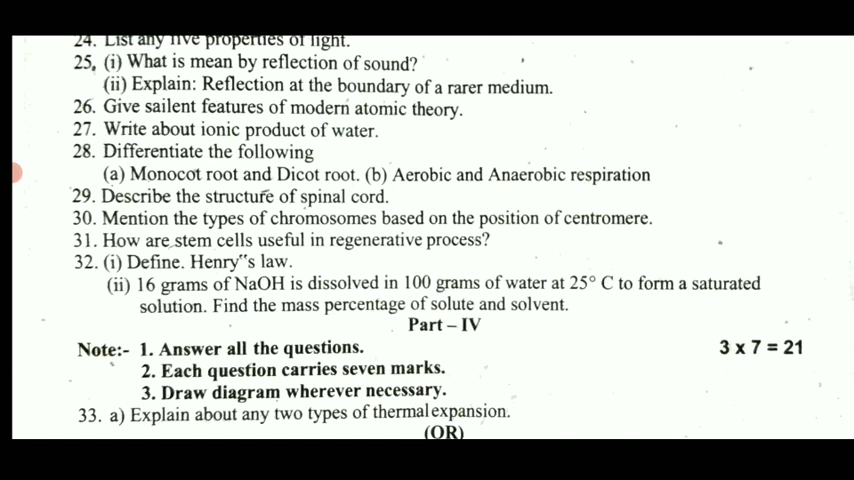 24. List any five properties of light.
25, (i) What is mean by reflection of sound?
(ii) Explain: Reflection at the boundary of a rarer medium.
26. Give sailent features of modern atomic theory.
27. Write about ionic product of water.
28. Differentiate the following
(a) Monocot root and Dicot root. (b) Aerobic and Anaerobic respiration
29. Describe the structure of spinal cord.
30. Mention the types of chromosomes based on the position of centromere.
31. How are stem cells useful in regenerative process?
32. (i) Define. Henry"s law.
(ii) 16 grams of NaOH is dissolved in 100 grams of water at 25° C to form a saturated
solution. Find the mass percentage of solute and solvent.
Part – IV
Note:- 1. Answer all the questions. 3 x 7 = 21
2. Each question carries seven marks.
3. Draw diagram wherever necessary.
33. a) Explain about any two types of thermal expansion.
(OR)